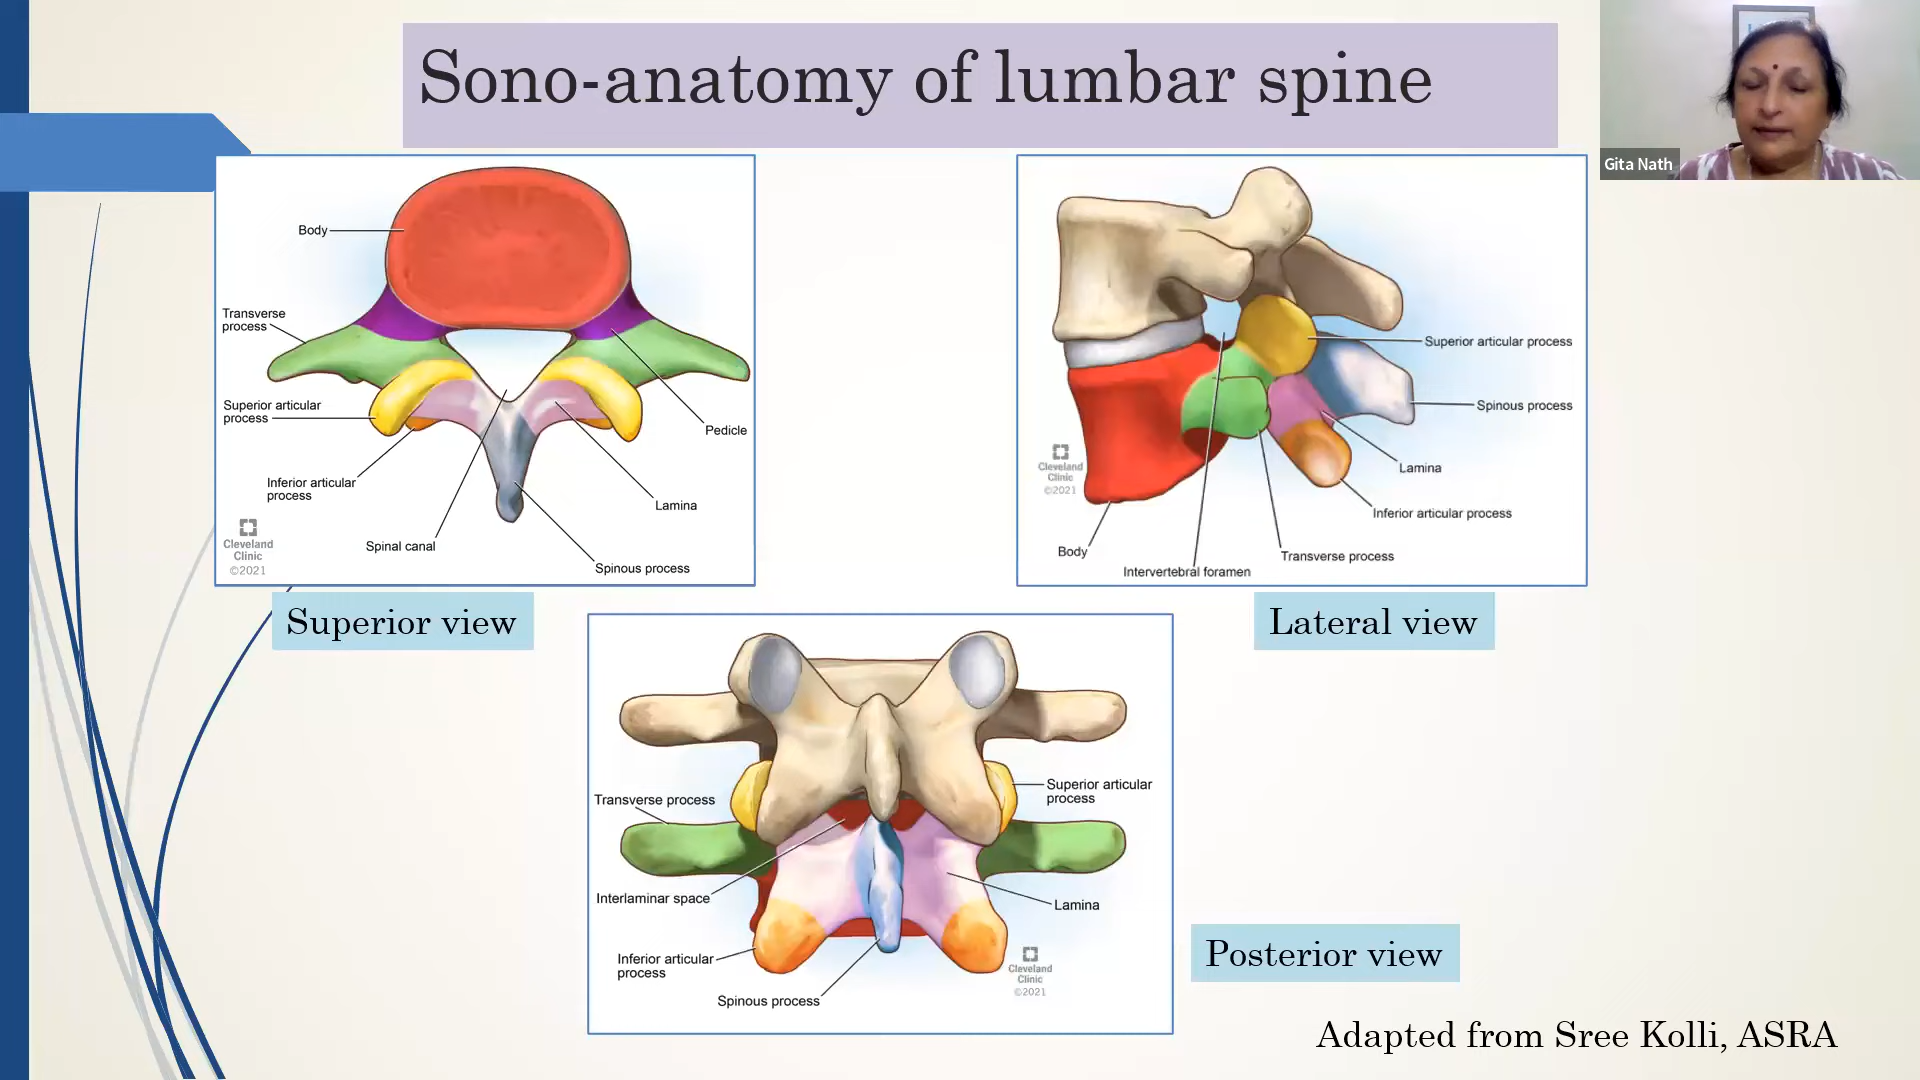 Sono-anatomy of lumbar spine
Gita Nath
Body
Transverse
process
Superior articular
process
Inferior articular
process
Spinal canal
Pedicle
Lamina
Spinous process
Cleveland
Clinic
©2021
Superior view
Superior articular process
Spinous process
Lamina
Inferior articular process
Transverse process
Intervertebral foramen
Body
Cleveland
Clinic
©2021
Lateral view
Transverse process
Superior articular
process
Interlaminar space
Lamina
Inferior articular
process
Spinous process
Cleveland
Clinic
©2021
Posterior view
Adapted from Sree Kolli, ASRA